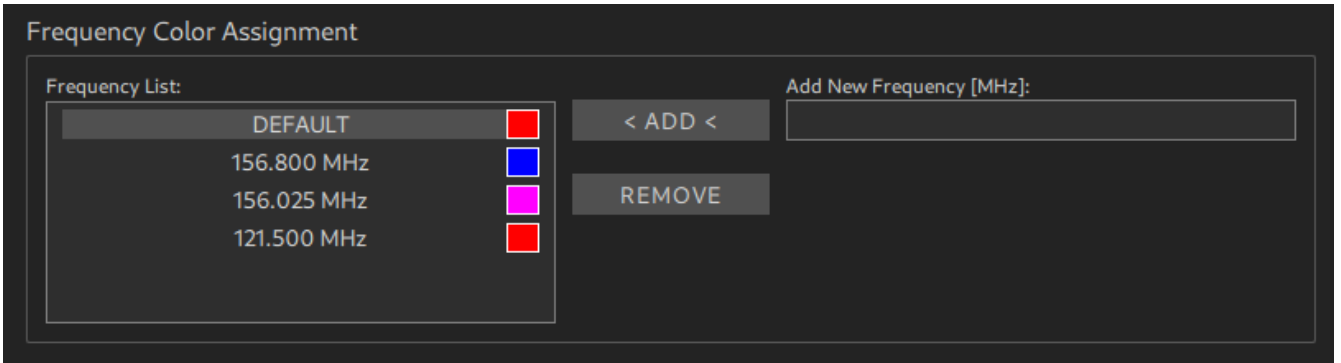 Frequency Color Assignment
Frequency List:
DEFAULT
156.800 MHz
156.025 MHz
121.500 MHz
< ADD <
REMOVE
Add New Frequency [MHz]: